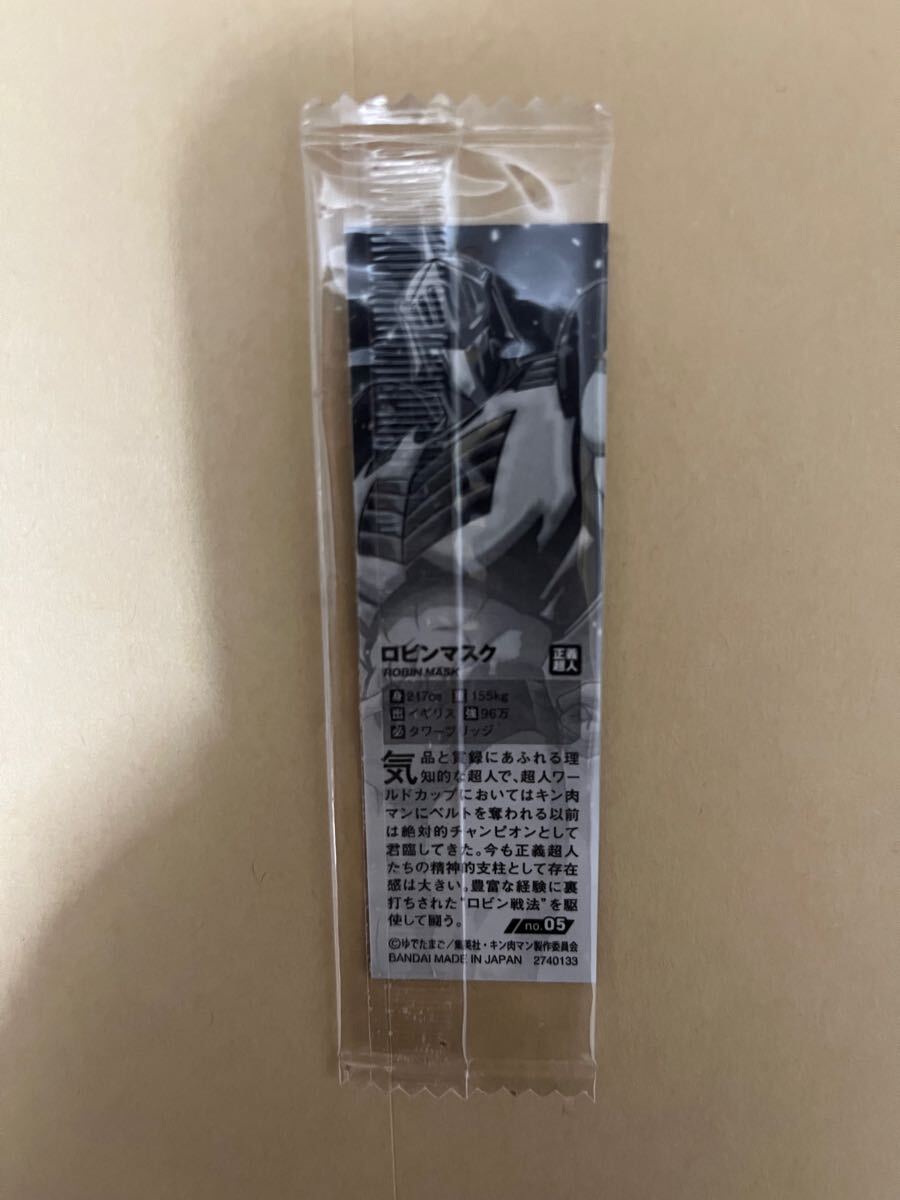 ロビンマスク
ROBIN MASK
正義
超人
身 217cm 重 155kg
出 イギリス 強 96万
必 タワーブリッジ
気品と貫録にあふれる理
知的な超人で、超人ワー
ルドカップにおいてはキン肉
マンにベルトを奪われる以前
は絶対的チャンピオンとして
君臨してきた。今も正義超人
たちの精神的支柱として存在
感は大きい。豊富な経験に裏
打ちされた"ロビン戦法"を駆
使して闘う。
no.05
©ゆでたまご/集英社・キン肉マン製作委員会
BANDAI MADE IN JAPAN 2740133